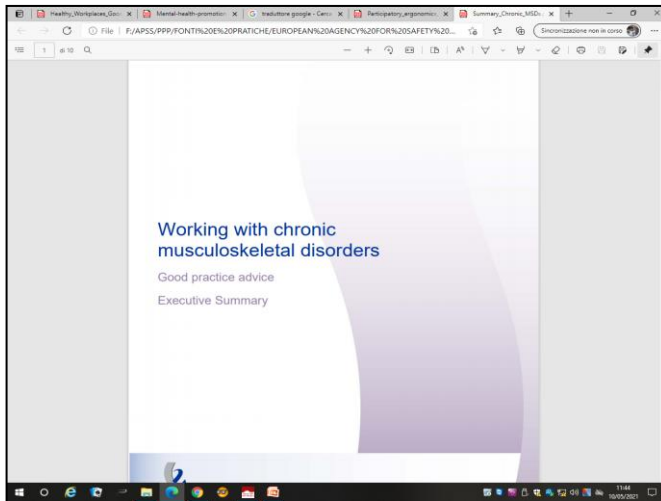 Healthy_Workplaces_Goo
Mental-health-promotion
traduttore google - Cerca
Participatory_ergonomics
Summary_Chronic_MSDs
File
F:/APSS/PPP/FONTI%20E%20PRATICHE/EUROPEAN%20AGENCY%20FOR%20SAFETY%20...
Sincronizzazione non in corso
1 di 10
Working with chronic
musculoskeletal disorders
Good practice advice
Executive Summary
11:44
10/05/2021